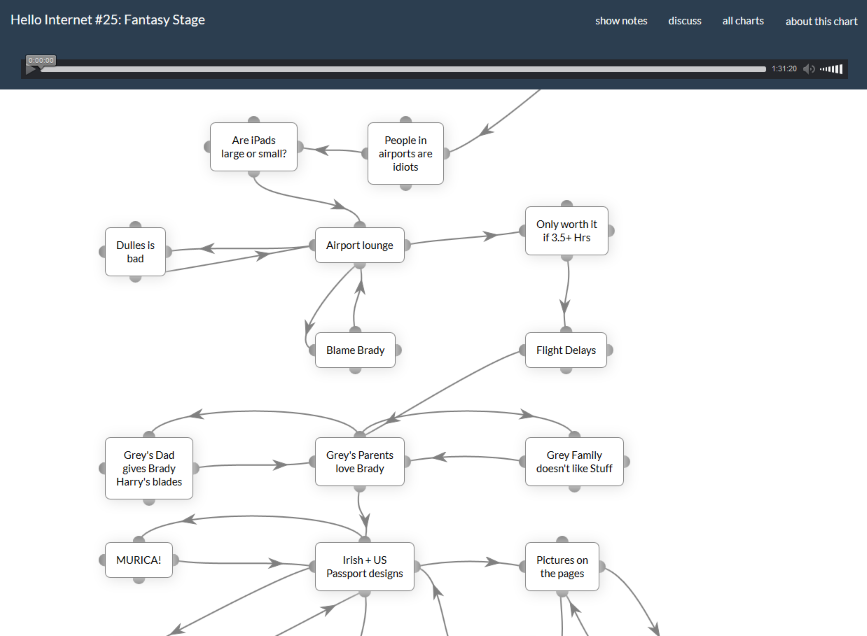 Hello Internet #25: Fantasy Stage
show notes
discuss
all charts
about this chart
0:00:00
1:31:20
Are iPads
large or small?
People in
airports are
idiots
Dulles is
bad
Airport lounge
Only worth it
if 3.5+ Hrs
Blame Brady
Flight Delays
Grey's Dad
gives Brady
Harry's blades
Grey's Parents
love Brady
Grey Family
doesn't like Stuff
MURICA!
Irish + US
Passport designs
Pictures on
the pages